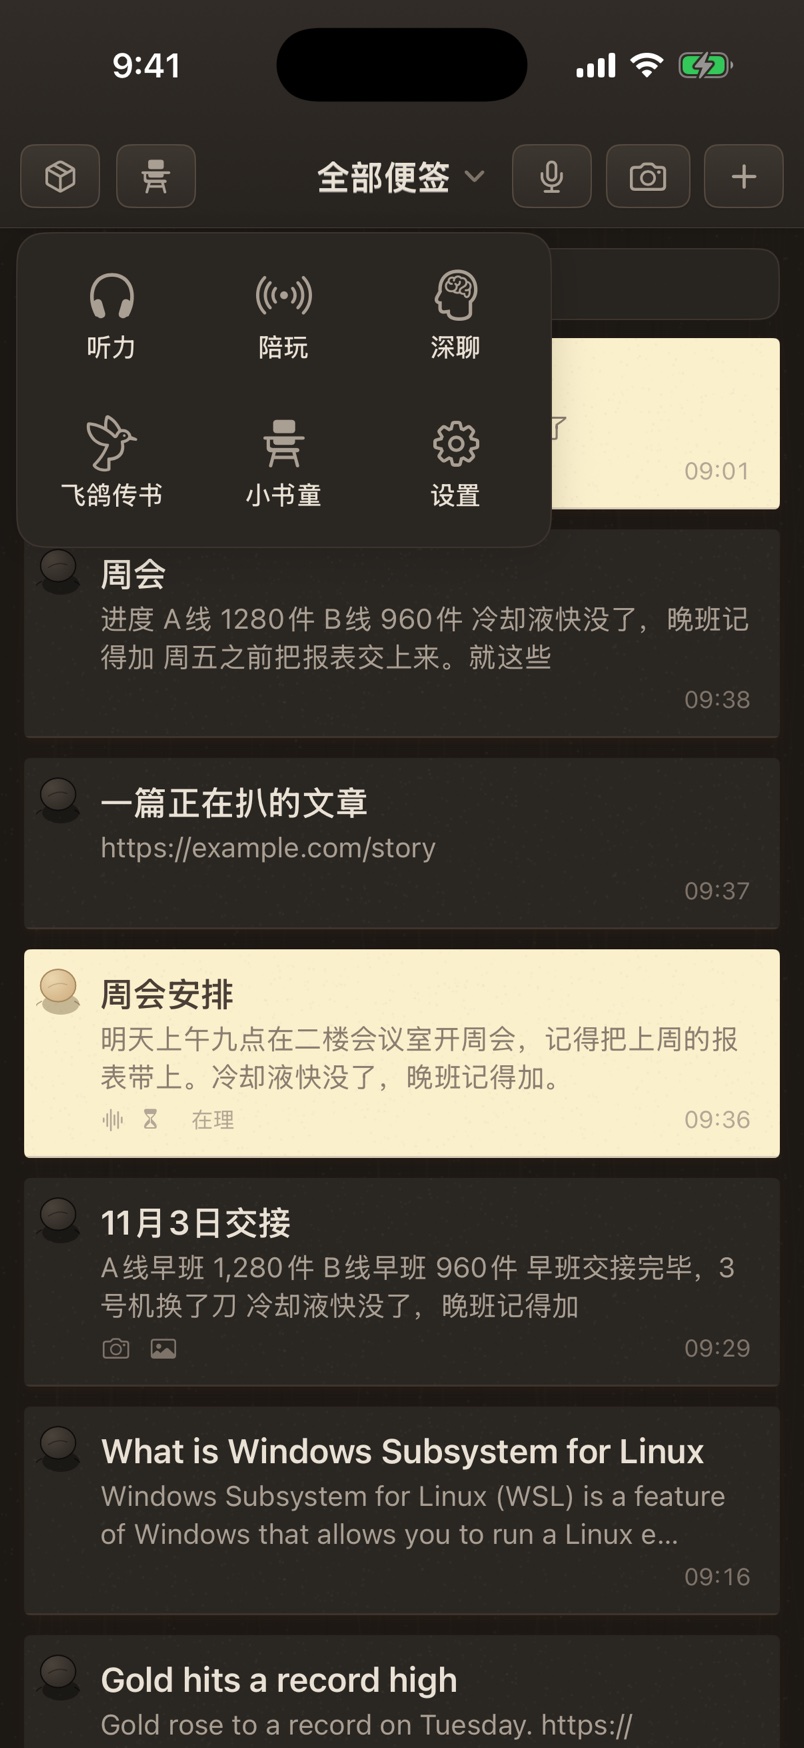 9:41
全部便签
听力
陪玩
深聊
飞鸽传书
小书童
设置
09:01
周会
进度 A线 1280件 B线 960件 冷却液快没了，晚班记
得加 周五之前把报表交上来。就这些
09:38
一篇正在扒的文章
https://example.com/story
09:37
周会安排
明天上午九点在二楼会议室开周会，记得把上周的报
表带上。冷却液快没了，晚班记得加。
在理
09:36
11月3日交接
A线早班 1,280件 B线早班 960件 早班交接完毕，3
号机换了刀 冷却液快没了，晚班记得加
09:29
What is Windows Subsystem for Linux
Windows Subsystem for Linux (WSL) is a feature
of Windows that allows you to run a Linux e...
09:16
Gold hits a record high
Gold rose to a record on Tuesday. https://